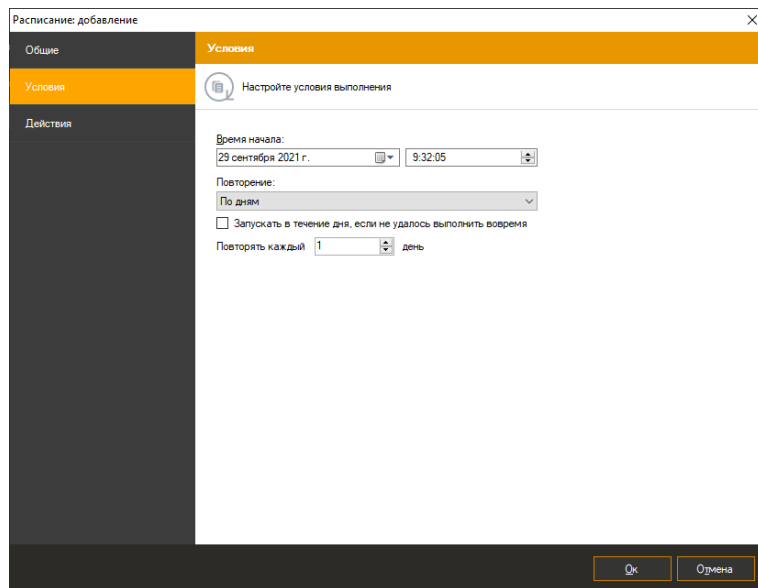 Расписание: добавление
Общие
Условия
Действия
Условия
Настройте условия выполнения
Время начала:
29 сентября 2021 г. 9:32:05
Повторение:
По дням
Запускать в течение дня, если не удалось выполнить вовремя
Повторять каждый 1 день
Ок Отмена